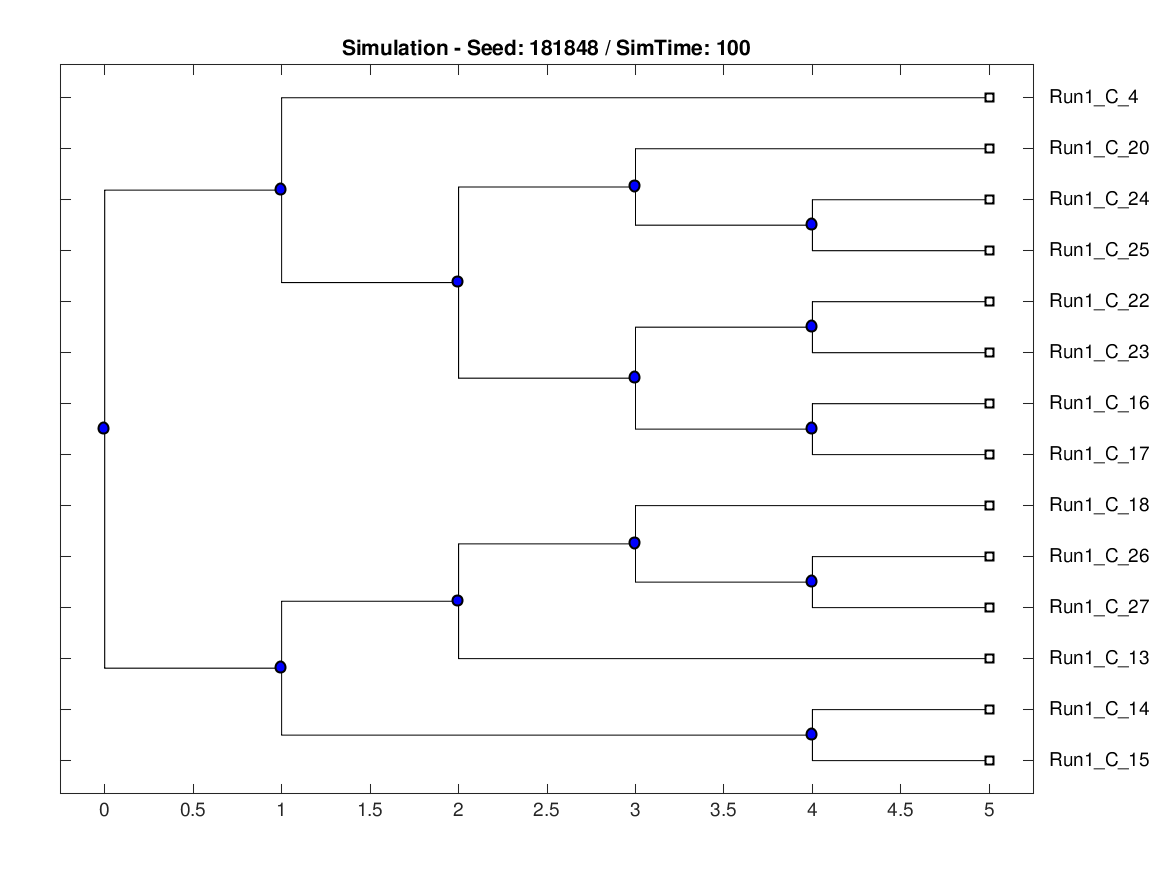 Simulation - Seed: 181848 / SimTime: 100
Run1_C_4
Run1_C_20
Run1_C_24
Run1_C_25
Run1_C_22
Run1_C_23
Run1_C_16
Run1_C_17
Run1_C_18
Run1_C_26
Run1_C_27
Run1_C_13
Run1_C_14
Run1_C_15
0 0.5 1 1.5 2 2.5 3 3.5 4 4.5 5